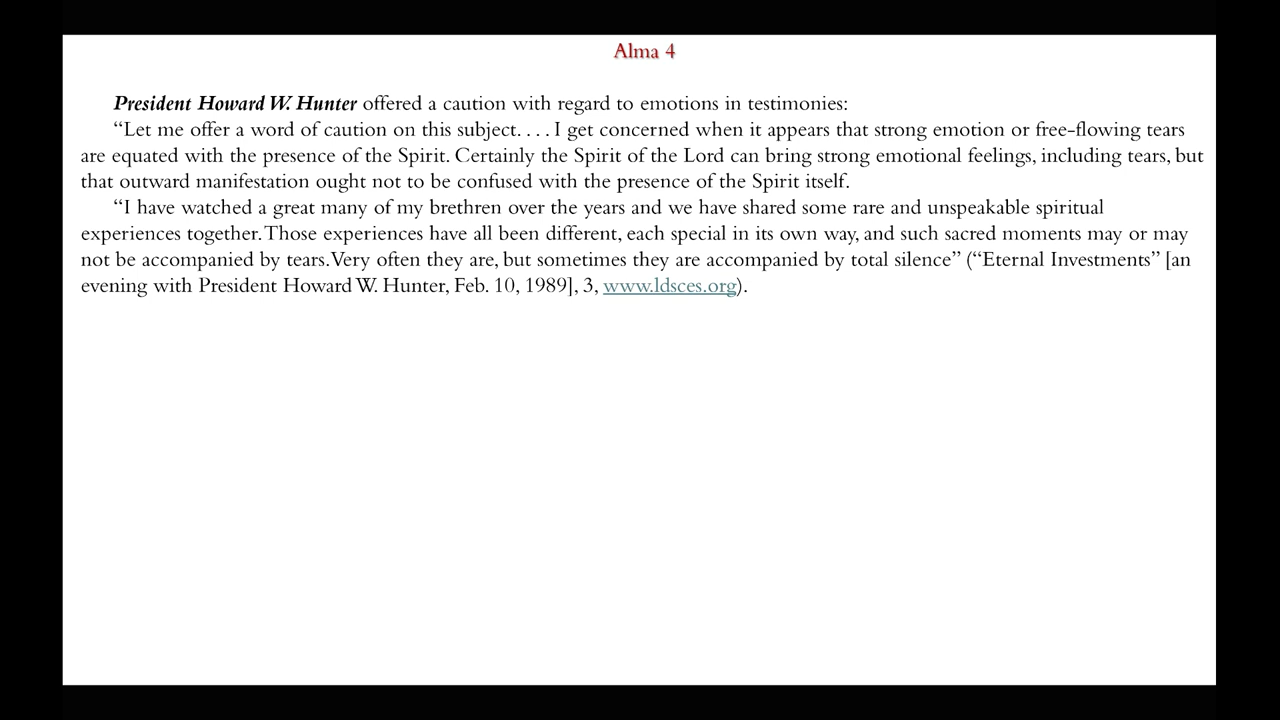 Alma 4
President Howard W. Hunter offered a caution with regard to emotions in testimonies:
“Let me offer a word of caution on this subject. . . . I get concerned when it appears that strong emotion or free-flowing tears
are equated with the presence of the Spirit. Certainly the Spirit of the Lord can bring strong emotional feelings, including tears, but
that outward manifestation ought not to be confused with the presence of the Spirit itself.
“I have watched a great many of my brethren over the years and we have shared some rare and unspeakable spiritual
experiences together. Those experiences have all been different, each special in its own way, and such sacred moments may or may
not be accompanied by tears. Very often they are, but sometimes they are accompanied by total silence” (“Eternal Investments” [an
evening with President Howard W. Hunter, Feb. 10, 1989], 3, www.ldsces.org).